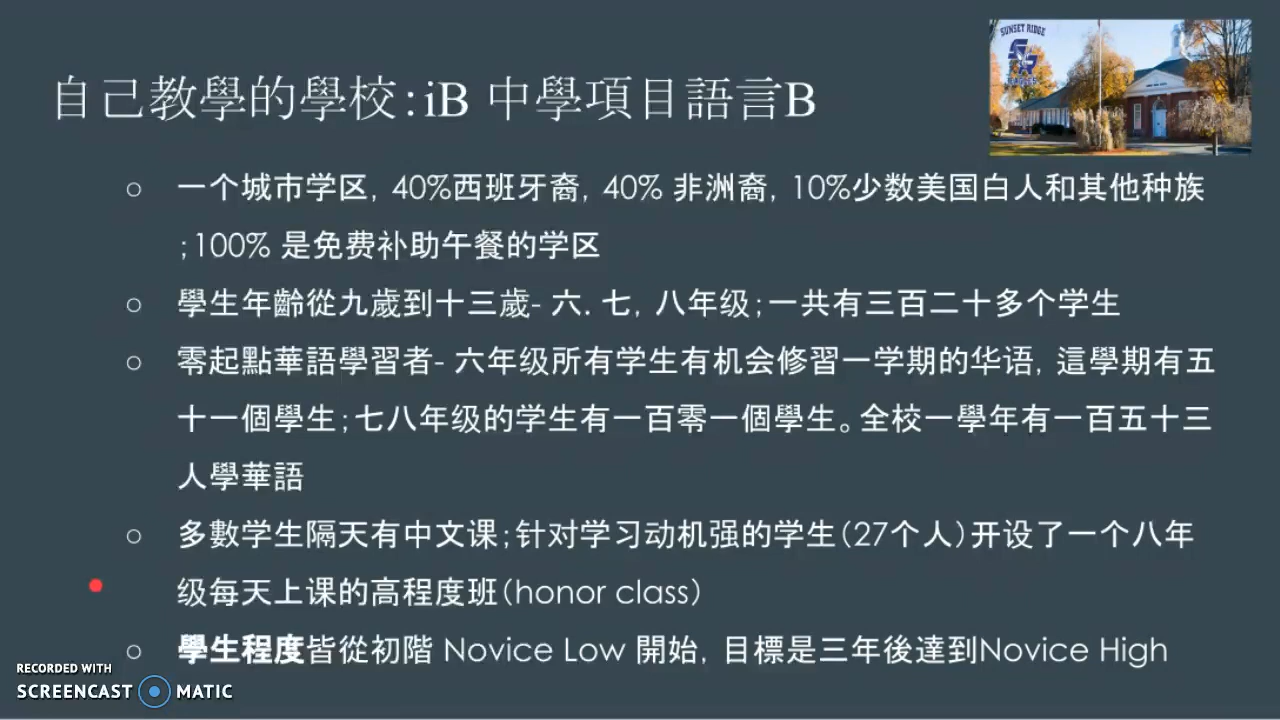 SUNSET RIDGE
EAGLES
自己教學的學校:iB 中學項目語言B
○ 一个城市学区, 40%西班牙裔, 40% 非洲裔, 10%少数美国白人和其他种族
;100% 是免费补助午餐的学区
○ 學生年齡從九歲到十三歲- 六. 七, 八年级;一共有三百二十多个学生
○ 零起點華語學習者- 六年级所有学生有机会修習一学期的华语, 這學期有五
十一個學生;七八年级的学生有一百零一個學生。全校一學年有一百五十三
人學華語
○ 多數学生隔天有中文课;针对学习动机强的学生(27个人)开设了一个八年
级每天上课的高程度班(honor class)
○ 學生程度皆從初階 Novice Low 開始, 目標是三年後達到Novice High
RECORDED WITH
SCREENCAST MATIC